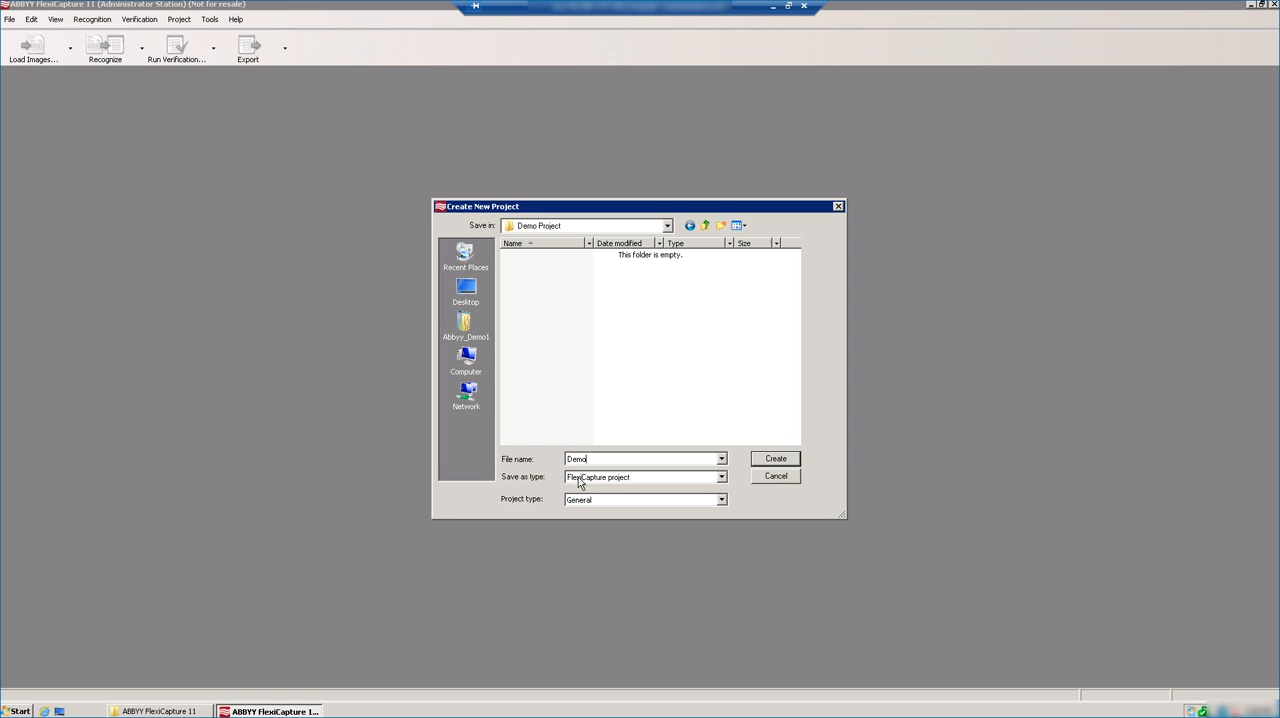 ABBYY FlexiCapture 11 (Administrator Station) (Not for resale)
File Edit View Recognition Verification Project Tools Help
Load Images... Recognize Run Verification... Export
Create New Project
Save in: Demo Project
Name Date modified Type Size
This folder is empty.
Recent Places
Desktop
Abbyy_Demo1
Computer
Network
File name: Demo Create
Save as type: FlexiCapture project Cancel
Project type: General
Start ABBYY FlexiCapture 11 ABBYY FlexiCapture 1...